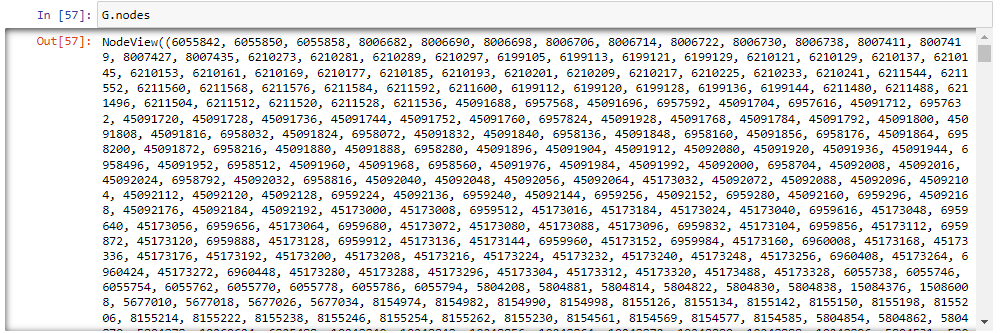 In [57]: G.nodes
Out[57]: NodeView((6055842, 6055850, 6055858, 8006682, 8006690, 8006698, 8006706, 8006714, 8006722, 8006730, 8006738, 8007411, 800741
9, 8007427, 8007435, 6210273, 6210281, 6210289, 6210297, 6199105, 6199113, 6199121, 6199129, 6210121, 6210129, 6210137, 62101
45, 6210153, 6210161, 6210169, 6210177, 6210185, 6210193, 6210201, 6210209, 6210217, 6210225, 6210233, 6210241, 6211544, 6211
552, 6211560, 6211568, 6211576, 6211584, 6211592, 6211600, 6199112, 6199120, 6199128, 6199136, 6199144, 6211480, 6211488, 621
1496, 6211504, 6211512, 6211520, 6211528, 6211536, 45091688, 6957568, 45091696, 6957592, 45091704, 6957616, 45091712, 695763
2, 45091720, 45091728, 45091736, 45091744, 45091752, 45091760, 6957824, 45091928, 45091768, 45091784, 45091792, 45091800, 450
91808, 45091816, 6958032, 45091824, 6958072, 45091832, 45091840, 6958136, 45091848, 6958160, 45091856, 6958176, 45091864, 695
8200, 45091872, 6958216, 45091880, 45091888, 6958280, 45091896, 45091904, 45091912, 45092080, 45091920, 45091936, 45091944, 6
958496, 45091952, 6958512, 45091960, 45091968, 6958560, 45091976, 45091984, 45091992, 45092000, 6958704, 45092008, 45092016,
45092024, 6958792, 45092032, 6958816, 45092040, 45092048, 45092056, 45092064, 45173032, 45092072, 45092088, 45092096, 4509210
4, 45092112, 45092120, 45092128, 6959224, 45092136, 6959240, 45092144, 6959256, 45092152, 6959280, 45092160, 6959296, 4509216
8, 45092176, 45092184, 45092192, 45173000, 45173008, 6959512, 45173016, 45173184, 45173024, 45173040, 6959616, 45173048, 6959
640, 45173056, 6959656, 45173064, 6959680, 45173072, 45173080, 45173088, 45173096, 6959832, 45173104, 6959856, 45173112, 6959
872, 45173120, 6959888, 45173128, 6959912, 45173136, 45173144, 6959960, 45173152, 6959984, 45173160, 6960008, 45173168, 45173
336, 45173176, 45173192, 45173200, 45173208, 45173216, 45173224, 45173232, 45173240, 45173248, 45173256, 6960408, 45173264, 6
960424, 45173272, 6960448, 45173280, 45173288, 45173296, 45173304, 45173312, 45173320, 45173488, 45173328, 6055738, 6055746,
6055754, 6055762, 6055770, 6055778, 6055786, 6055794, 5804208, 5804881, 5804814, 5804822, 5804830, 5804838, 15084376, 1508600
8, 5677010, 5677018, 5677026, 5677034, 8154974, 8154982, 8154990, 8154998, 8155126, 8155134, 8155142, 8155150, 8155198, 81552
06, 8155214, 8155222, 8155238, 8155246, 8155254, 8155262, 8155230, 8154561, 8154569, 8154577, 8154585, 5804854, 5804862, 5804